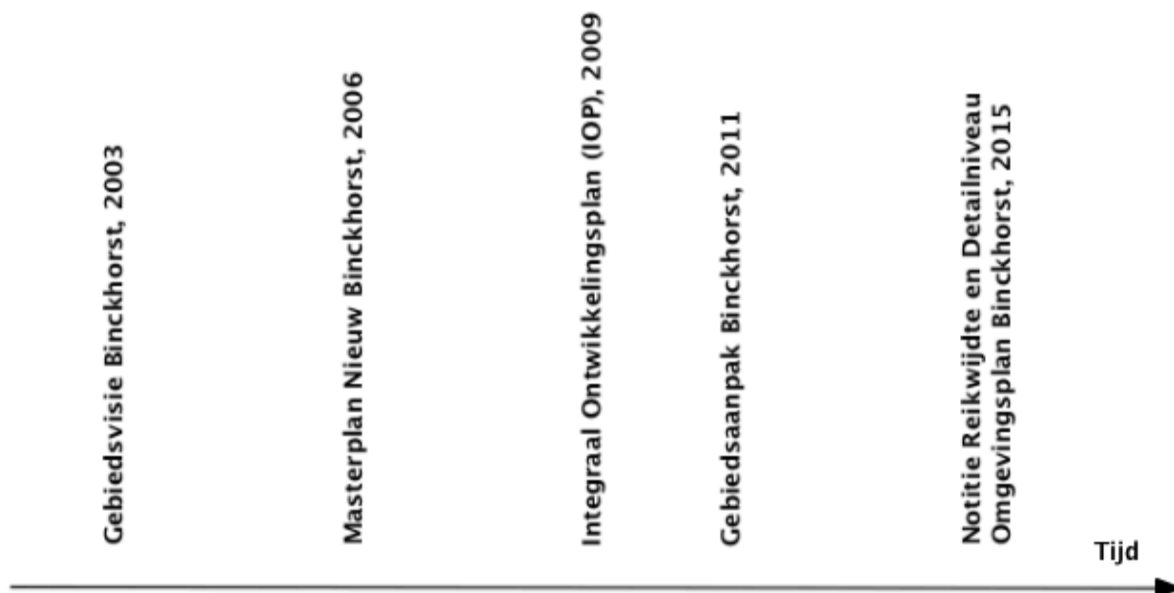 Gebiedsvisie Binckhorst, 2003
Masterplan Nieuw Binckhorst, 2006
Integraal Ontwikkelingsplan (IOP), 2009
Gebiedsaanpak Binckhorst, 2011
Notitie Reikwijdte en Detailniveau
Omgevingsplan Binckhorst, 2015
Tijd